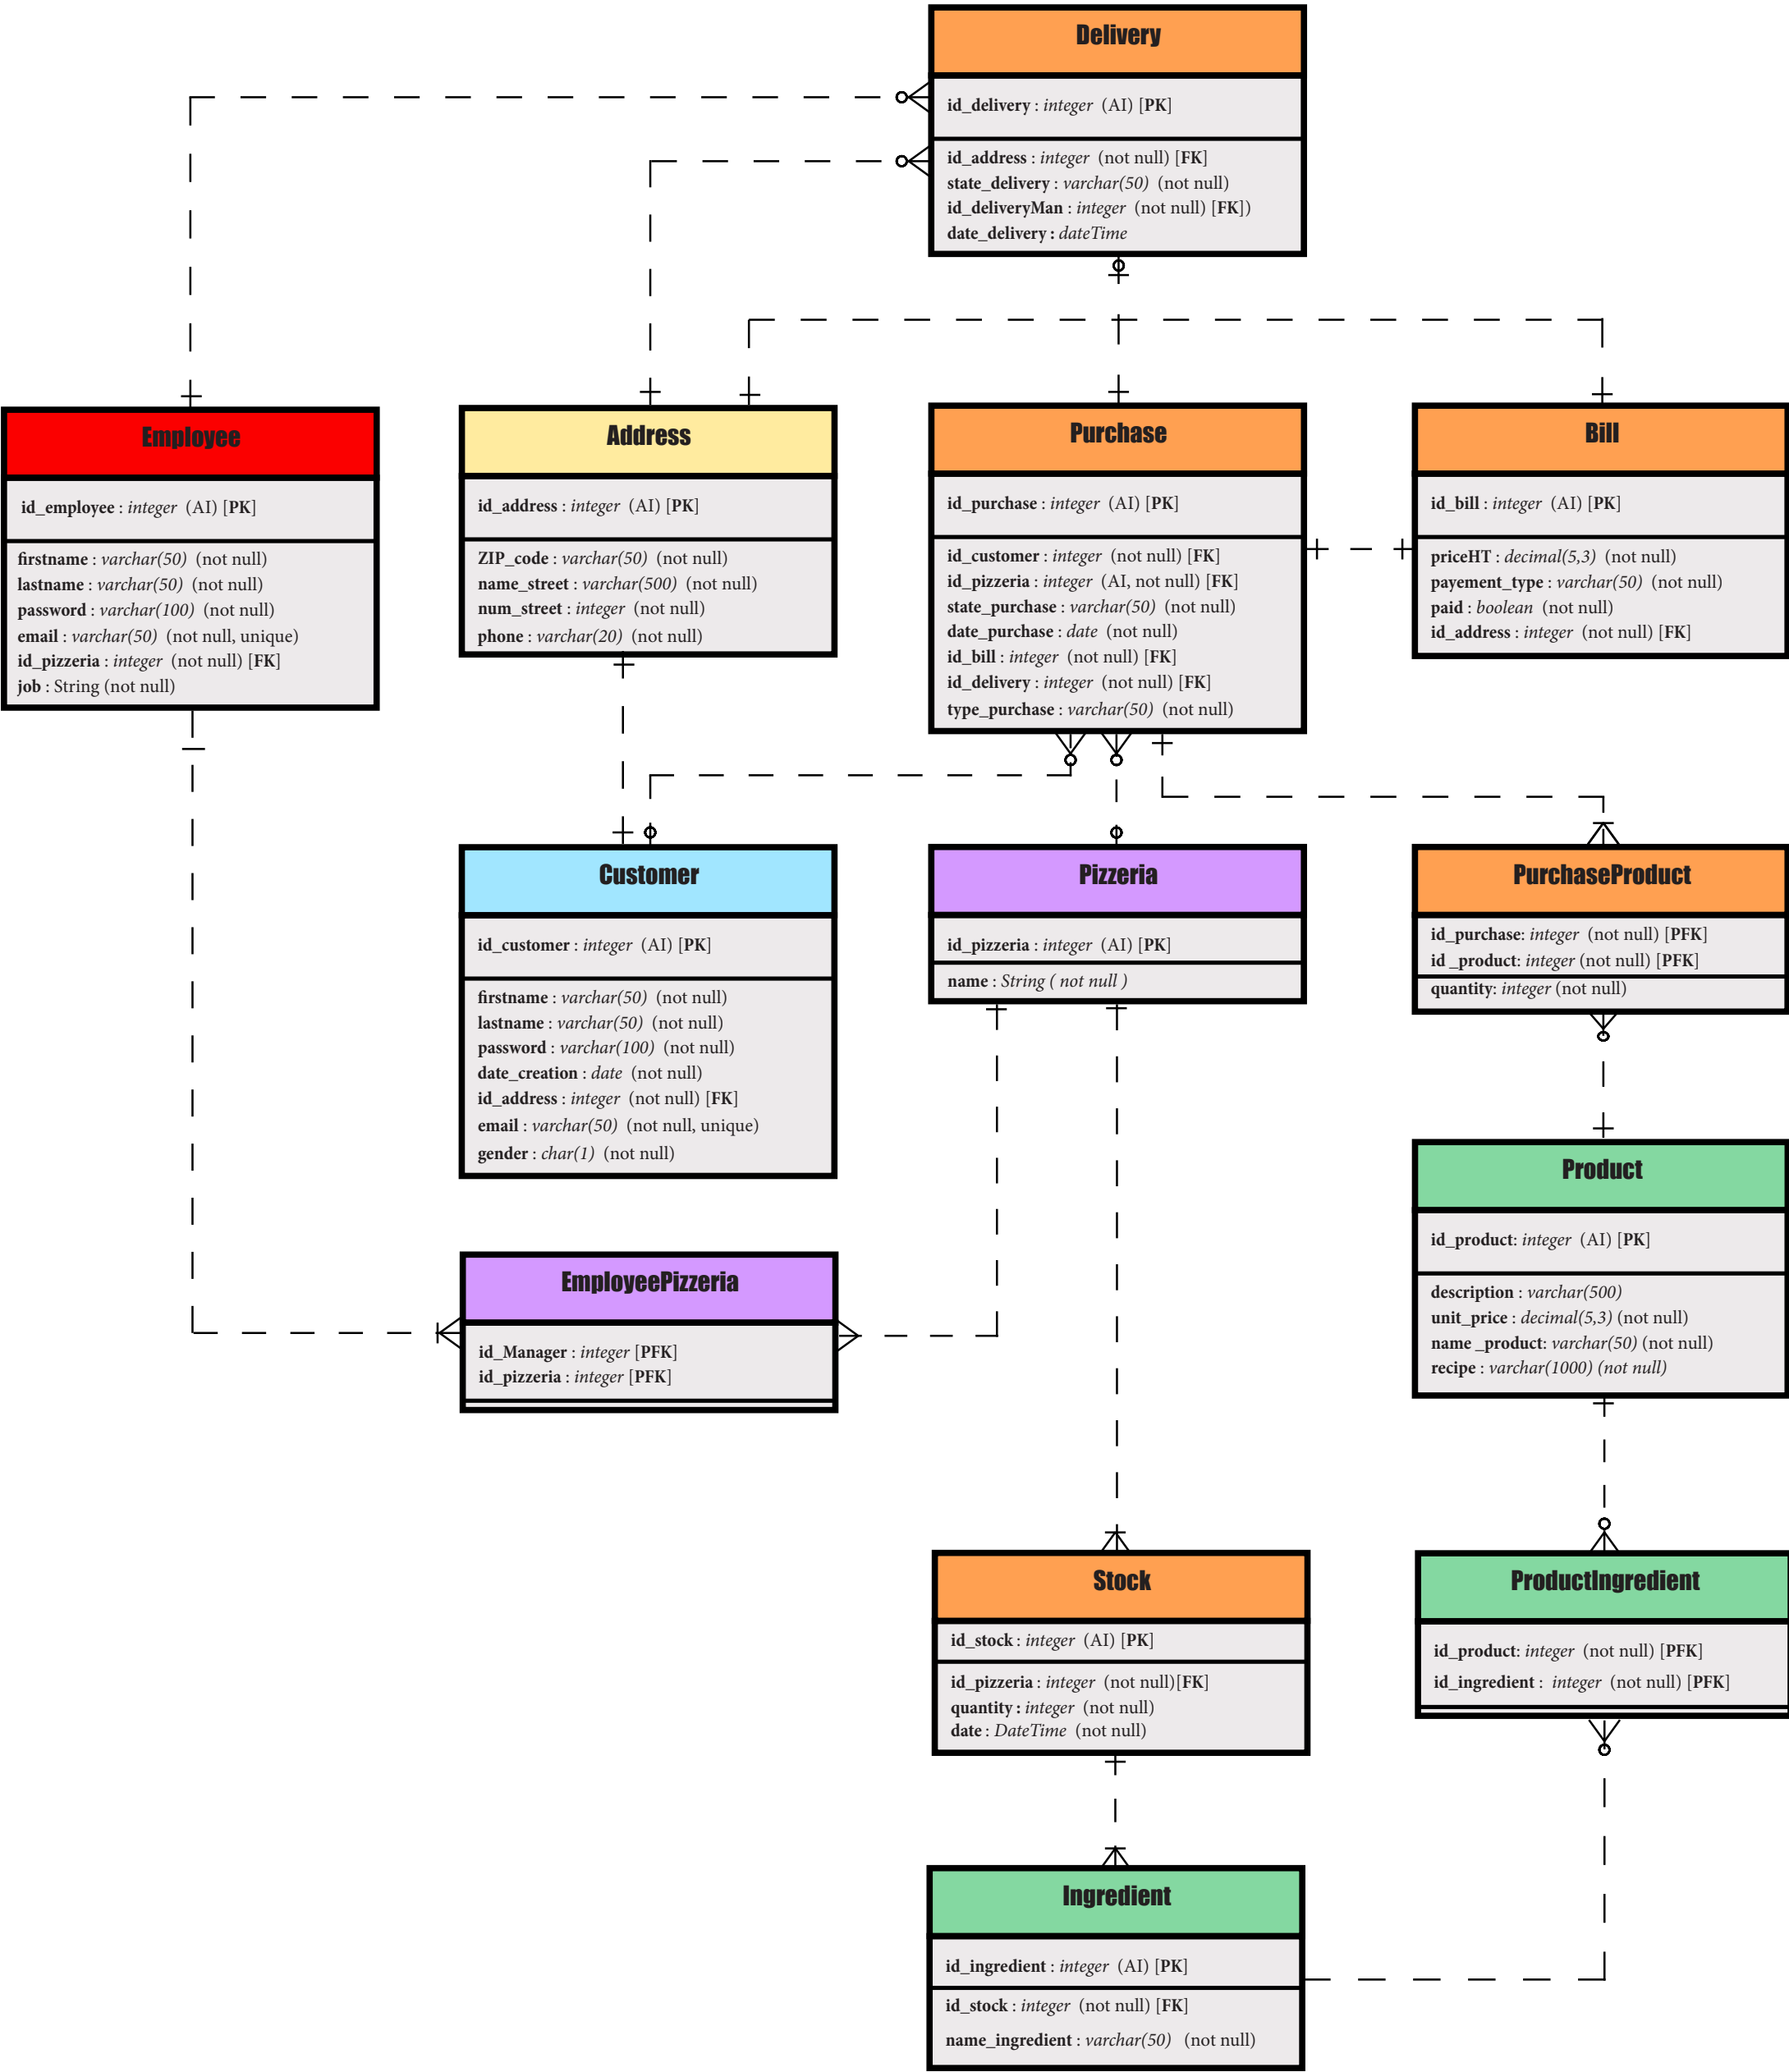 Delivery
id_delivery : integer (AI) [PK]
id_address : integer (not null) [FK]
state_delivery : varchar(50) (not null)
id_deliveryMan : integer (not null) [FK])
date_delivery : dateTime
Employee
id_employee : integer (AI) [PK]
firstname : varchar(50) (not null)
lastname : varchar(50) (not null)
password : varchar(100) (not null)
email : varchar(50) (not null, unique)
id_pizzeria : integer (not null) [FK]
job : String (not null)
Address
id_address : integer (AI) [PK]
ZIP_code : varchar(50) (not null)
name_street : varchar(500) (not null)
num_street : integer (not null)
phone : varchar(20) (not null)
Purchase
id_purchase : integer (AI) [PK]
id_customer : integer (not null) [FK]
id_pizzeria : integer (AI, not null) [FK]
state_purchase : varchar(50) (not null)
date_purchase : date (not null)
id_bill : integer (not null) [FK]
id_delivery : integer (not null) [FK]
type_purchase : varchar(50) (not null)
Bill
id_bill : integer (AI) [PK]
priceHT : decimal(5,3) (not null)
payement_type : varchar(50) (not null)
paid : boolean (not null)
id_address : integer (not null) [FK]
Customer
id_customer : integer (AI) [PK]
firstname : varchar(50) (not null)
lastname : varchar(50) (not null)
password : varchar(100) (not null)
date_creation : date (not null)
id_address : integer (not null) [FK]
email : varchar(50) (not null, unique)
gender : char(1) (not null)
Pizzeria
id_pizzeria : integer (AI) [PK]
name : String ( not null )
PurchaseProduct
id_purchase: integer (not null) [PFK]
id _product: integer (not null) [PFK]
quantity: integer (not null)
Product
id_product: integer (AI) [PK]
description : varchar(500)
unit_price : decimal(5,3) (not null)
name _product: varchar(50) (not null)
recipe : varchar(1000) (not null)
EmployeePizzeria
id_Manager : integer [PFK]
id_pizzeria : integer [PFK]
Stock
id_stock : integer (AI) [PK]
id_pizzeria : integer (not null)[FK]
quantity : integer (not null)
date : DateTime (not null)
ProductIngredient
id_product: integer (not null) [PFK]
id_ingredient : integer (not null) [PFK]
Ingredient
id_ingredient : integer (AI) [PK]
id_stock : integer (not null) [FK]
name_ingredient : varchar(50) (not null)